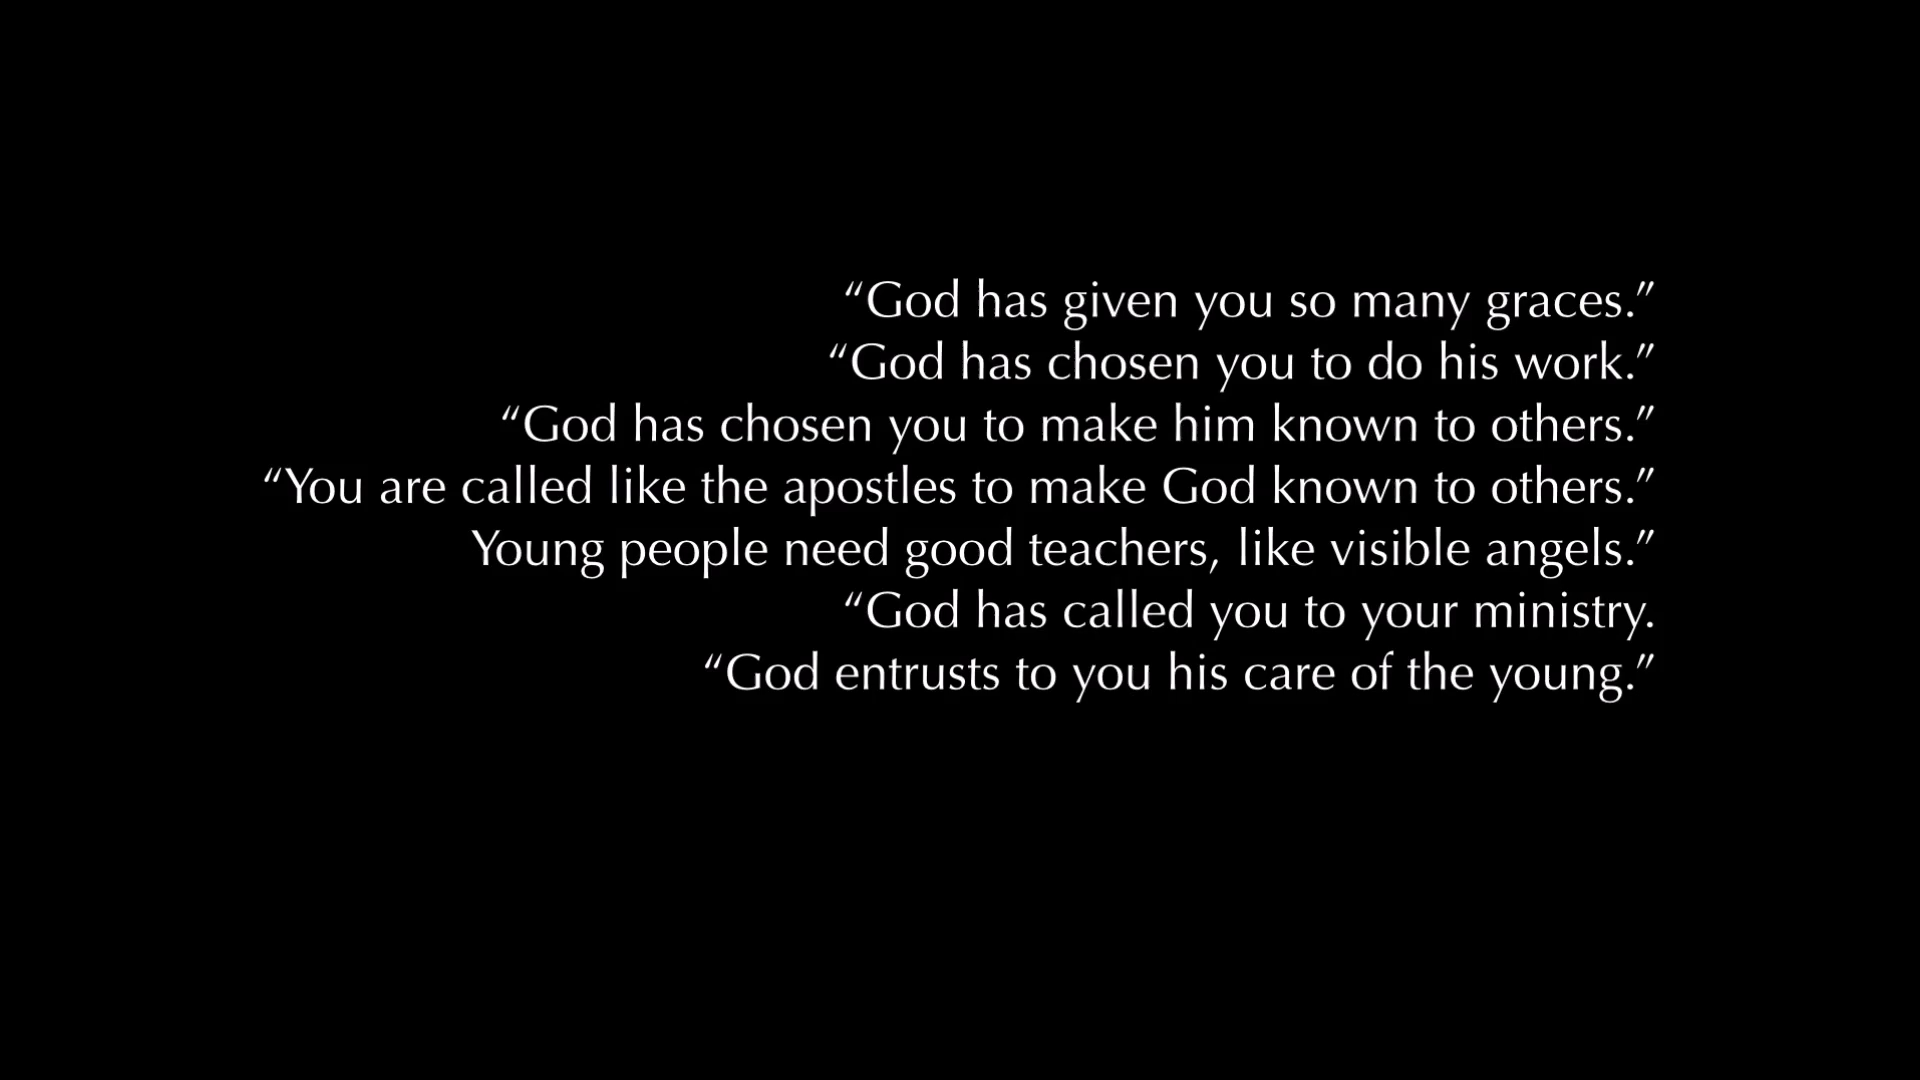 “God has given you so many graces.”
“God has chosen you to do his work.”
“God has chosen you to make him known to others.”
“You are called like the apostles to make God known to others.”
Young people need good teachers, like visible angels.”
“God has called you to your ministry.
“God entrusts to you his care of the young.”